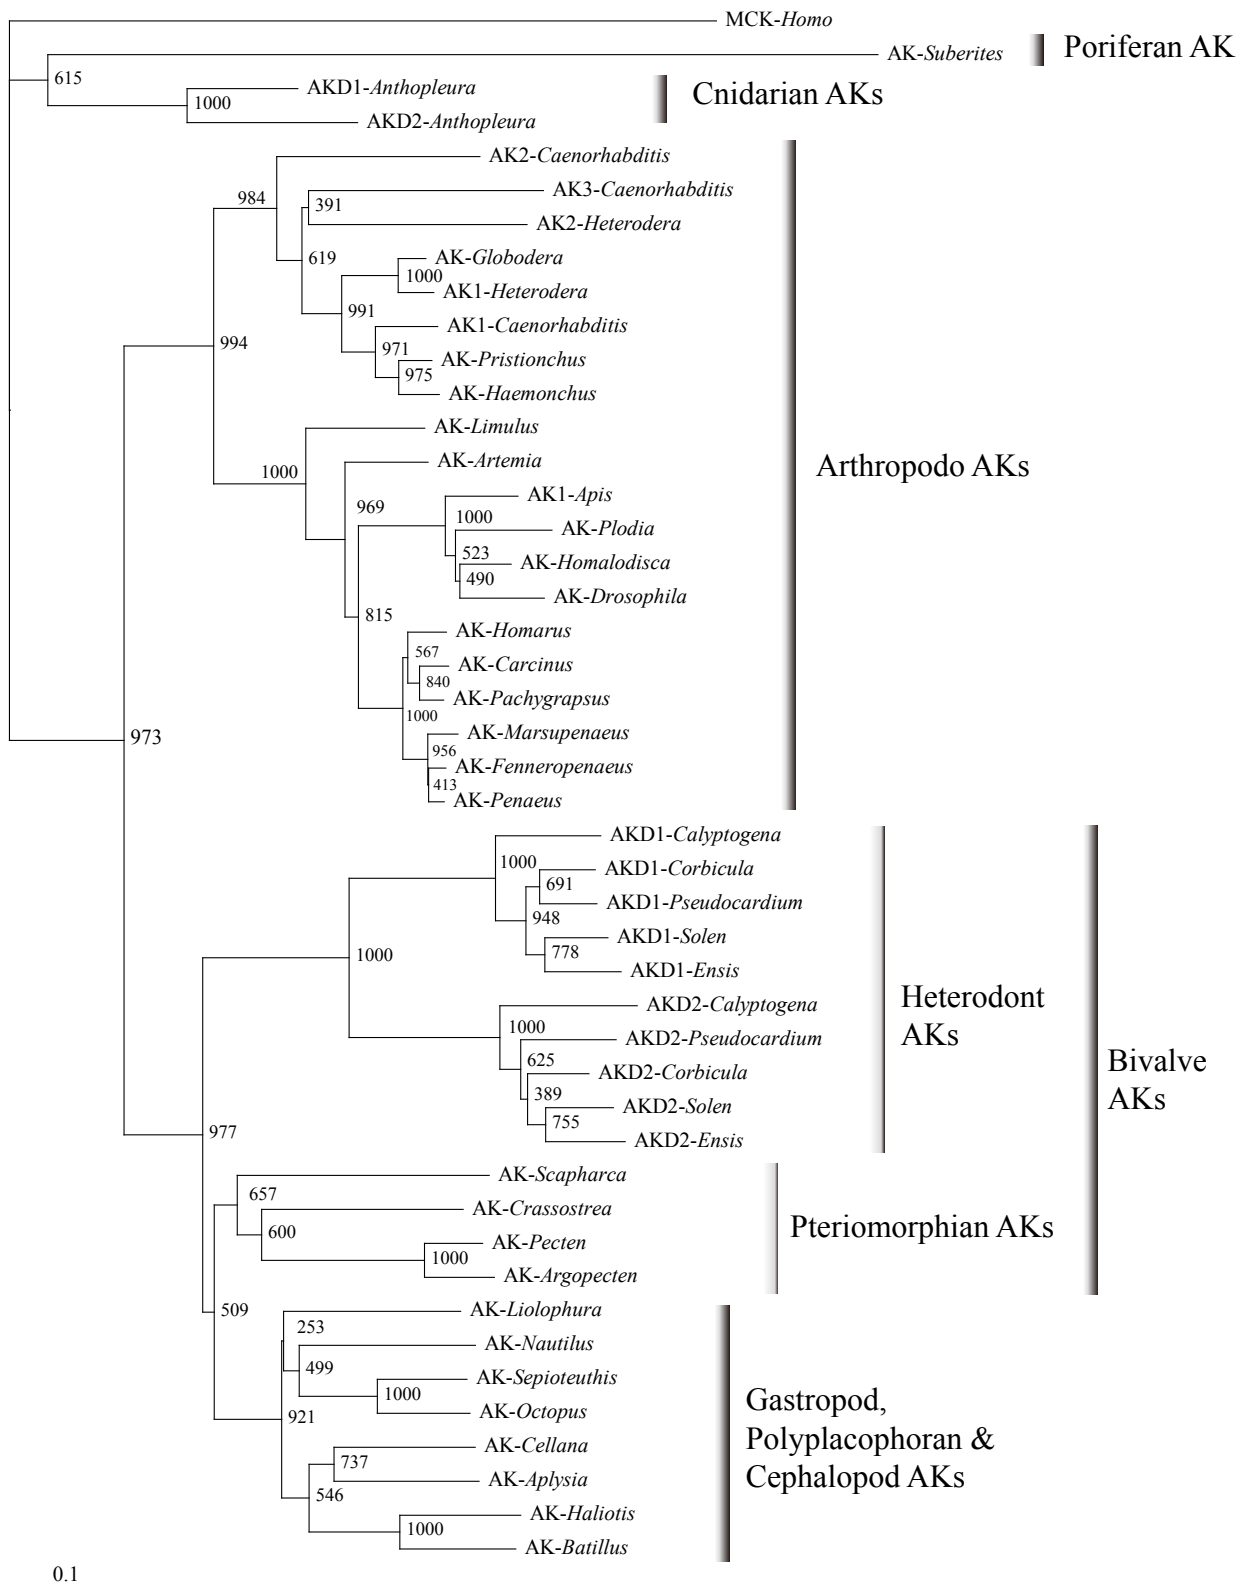 MCK-Homo
AK-Suberites
Poriferan AK
615
AKD1-Anthopleura
1000
Cnidarian AKs
AKD2-Anthopleura
AK2-Caenorhabditis
984
AK3-Caenorhabditis
391
AK2-Heterodera
619
AK-Globodera
1000
AK1-Heterodera
991
AK1-Caenorhabditis
994
971
AK-Pristionchus
975
AK-Haemonchus
AK-Limulus
1000
AK-Artemia
Arthropodo AKs
969
AK1-Apis
1000
AK-Plodia
523
AK-Homalodisca
490
AK-Drosophila
815
AK-Homarus
567
AK-Carcinus
840
AK-Pachygrapsus
1000
AK-Marsupenaeus
973
956
AK-Fenneropenaeus
413
AK-Penaeus
AKD1-Calyptogena
1000
AKD1-Corbicula
691
AKD1-Pseudocardium
948
AKD1-Solen
778
1000
AKD1-Ensis
Heterodont
AKs
AKD2-Calyptogena
1000
AKD2-Pseudocardium
625
AKD2-Corbicula
389
AKD2-Solen
755
AKD2-Ensis
Bivalve
AKs
977
AK-Scapharca
657
AK-Crassostrea
600
Pteriomorphian AKs
AK-Pecten
1000
AK-Argopecten
509
AK-Liolophura
253
AK-Nautilus
499
AK-Sepioteuthis
1000
AK-Octopus
921
Gastropod,
Polyplacophoran &
Cephalopod AKs
AK-Cellana
737
AK-Aplysia
546
AK-Haliotis
1000
AK-Batillus
0.1